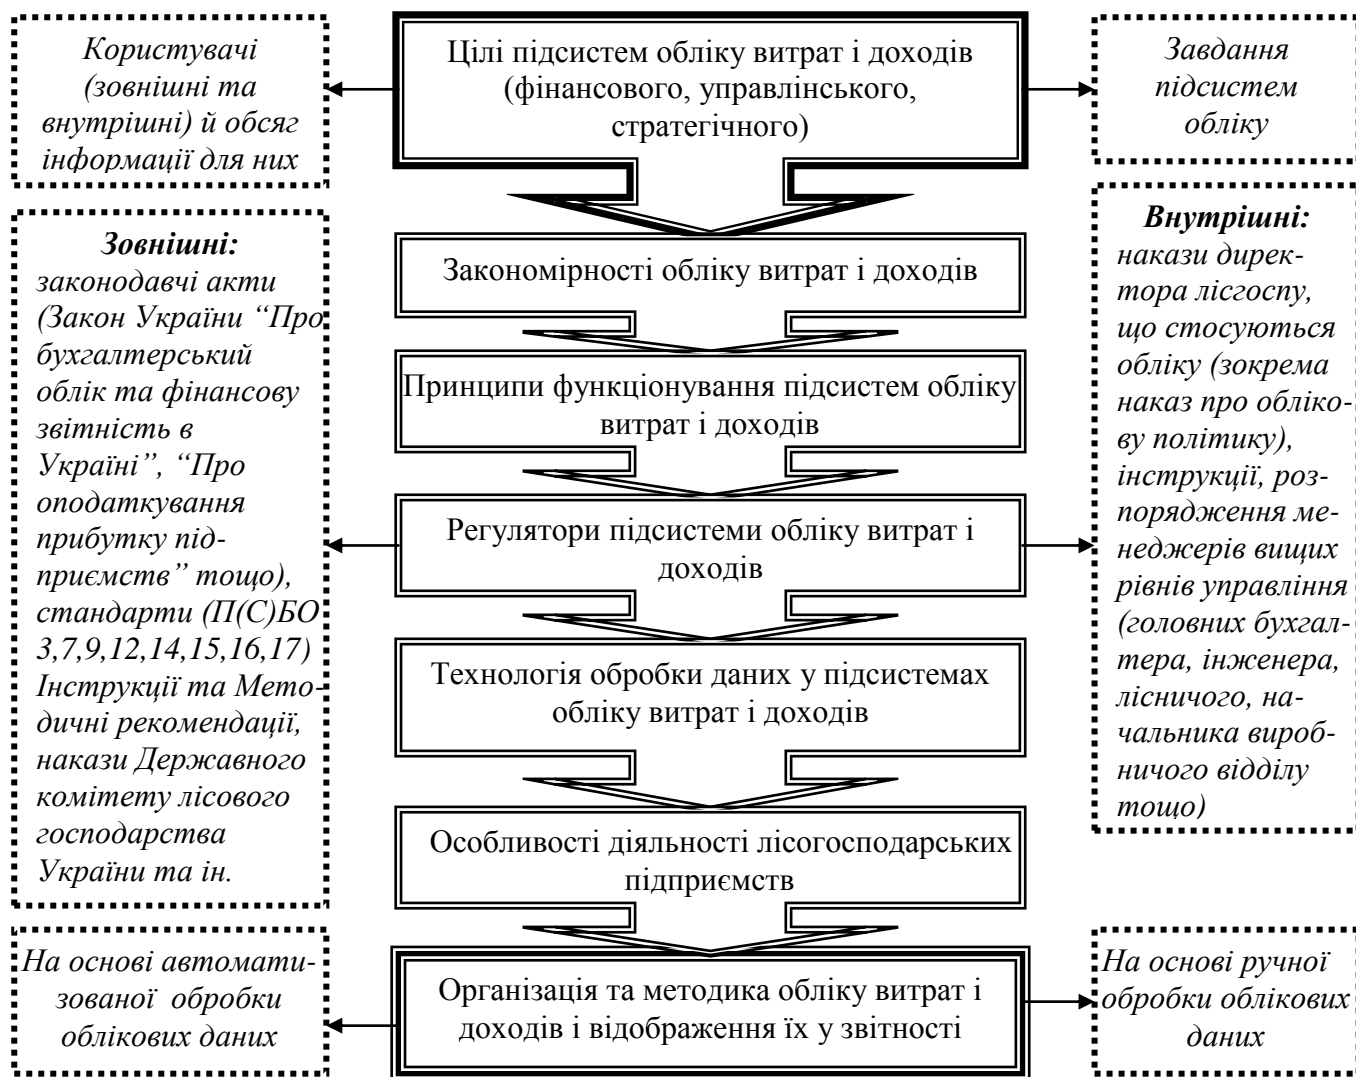 Користувачі
(зовнішні та
внутрішні) й обсяг
інформації для них
Цілі підсистем обліку витрат і доходів
(фінансового, управлінського,
стратегічного)
Завдання
підсистем
обліку
Закономірності обліку витрат і доходів
Принципи функціонування підсистем обліку
витрат і доходів
Зовнішні:
законодавчі акти
(Закон України “Про
бухгалтерський
облік та фінансову
звітність в
Україні”, “Про
оподаткування
прибутку під-
приємств” тощо),
стандарти (П(С)БО
3,7,9,12,14,15,16,17)
Інструкції та Мето-
дичні рекомендації,
накази Державного
комітету лісового
господарства
України та ін.
Регулятори підсистеми обліку витрат і
доходів
Внутрішні:
накази дирек-
тора лісгоспу,
що стосуються
обліку (зокрема
наказ про обліко-
ву політику),
інструкції, роз-
порядження ме-
неджерів вищих
рівнів управління
(головних бухгал-
тера, інженера,
лісничого, на-
чальника вироб-
ничого відділу
тощо)
Технологія обробки даних у підсистемах
обліку витрат і доходів
Особливості діяльності лісогосподарських
підприємств
На основі автомати-
зованої обробки
облікових даних
Організація та методика обліку витрат і
доходів і відображення їх у звітності
На основі ручної
обробки облікових
даних